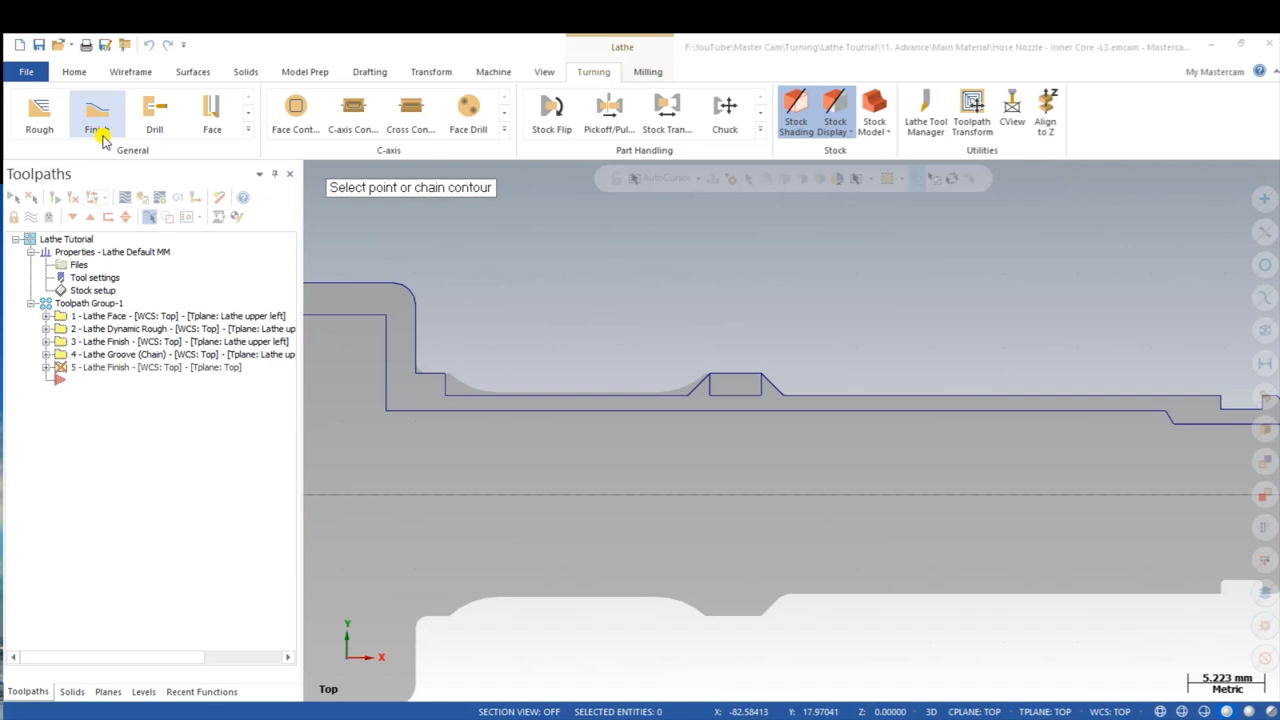 Lathe
F:\YouTube\Master Cam\Turning\Lathe Toutrial\11. Advance\Main Material\Hose Nozzle - Inner Core -L3.emcam - Masterca...
File
Home
Wireframe
Surfaces
Solids
Model Prep
Drafting
Transform
Machine
View
Turning
Milling
My Mastercam
Rough
Finish
Drill
Face
General
Face Cont...
C-axis Con...
Cross Con...
Face Drill
C-axis
Stock Flip
Pickoff/Pul...
Stock Tran...
Chuck
Part Handling
Stock Shading
Stock Display
Stock Model
Stock
Lathe Tool Manager
Toolpath Transform
CView
Align to Z
Utilities
Toolpaths
G1
Select point or chain contour
AutoCursor
Lathe Tutorial
Properties - Lathe Default MM
Files
Tool settings
Stock setup
Toolpath Group-1
1 - Lathe Face - [WCS: Top] - [Tplane: Lathe upper left]
2 - Lathe Dynamic Rough - [WCS: Top] - [Tplane: Lathe up
3 - Lathe Finish - [WCS: Top] - [Tplane: Lathe upper left]
4 - Lathe Groove (Chain) - [WCS: Top] - [Tplane: Lathe up
5 - Lathe Finish - [WCS: Top] - [Tplane: Top]
Y
X
Top
5.223 mm
Metric
Toolpaths
Solids
Planes
Levels
Recent Functions
SECTION VIEW: OFF
SELECTED ENTITIES: 0
X: -82.58413
Y: 17.97041
Z: 0.00000
3D
CPLANE: TOP
TPLANE: TOP
WCS: TOP